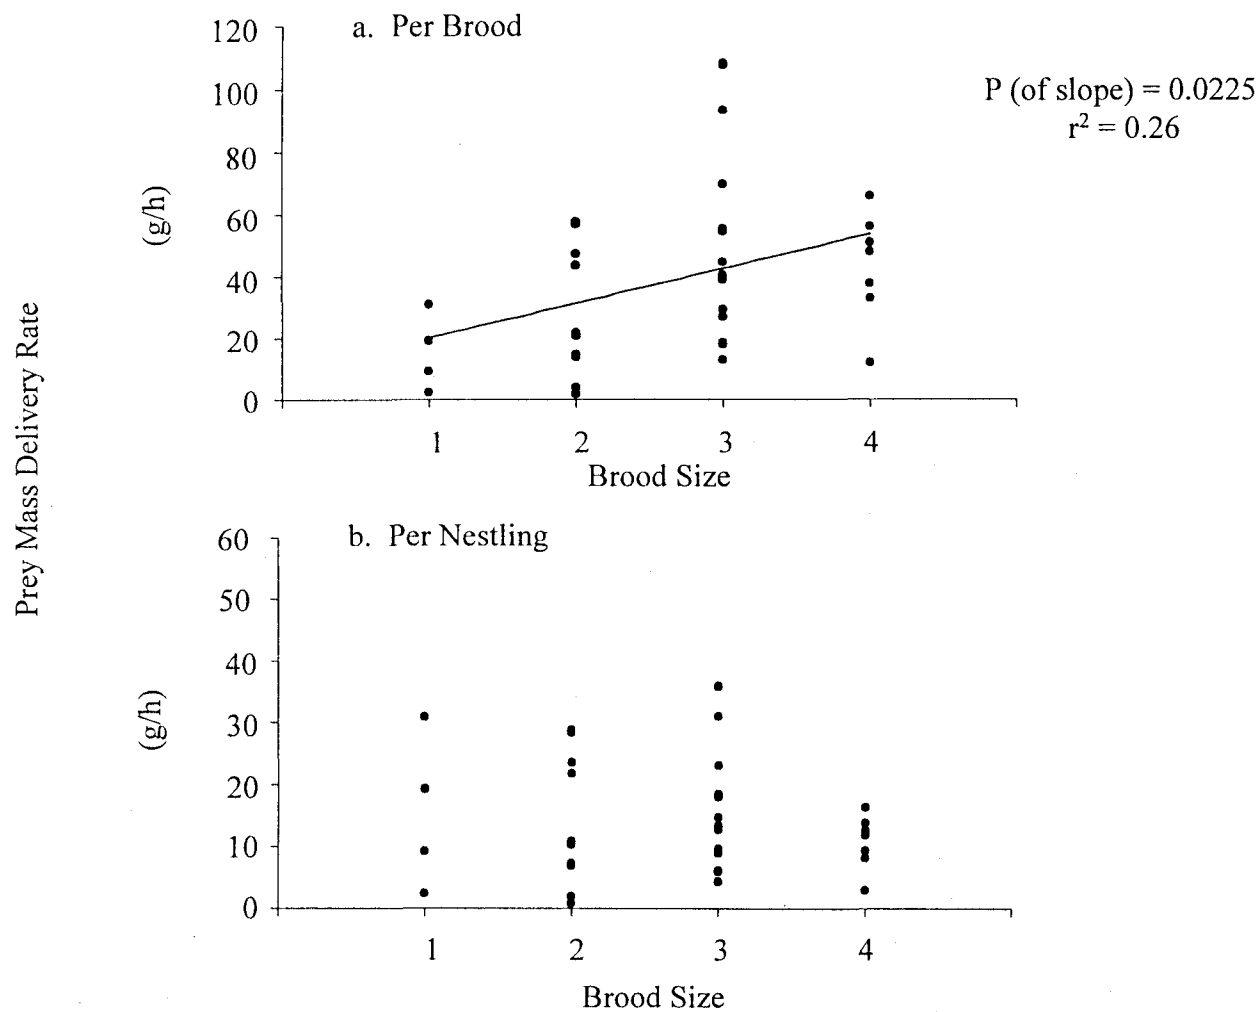 a. Per Brood
120
100
80
60
40
20
0
(g/h)
P (of slope) = 0.0225
r² = 0.26
1 2 3 4
Brood Size
Prey Mass Delivery Rate
b. Per Nestling
60
50
40
30
20
10
0
(g/h)
1 2 3 4
Brood Size